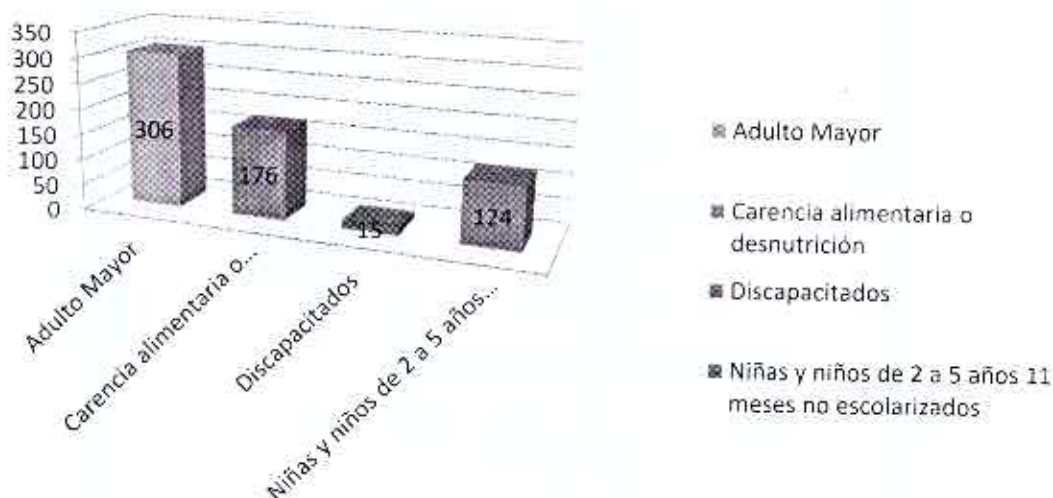 350
300
250
200
150
100
50
0
306
176
15
124
Adulto Mayor
Carencia alimentaria o...
Discapacitados
Niñas y niños de 2 a 5 años...
Adulto Mayor
Carencia alimentaria o
desnutrición
Discapacitados
Niñas y niños de 2 a 5 años 11
meses no escolarizados